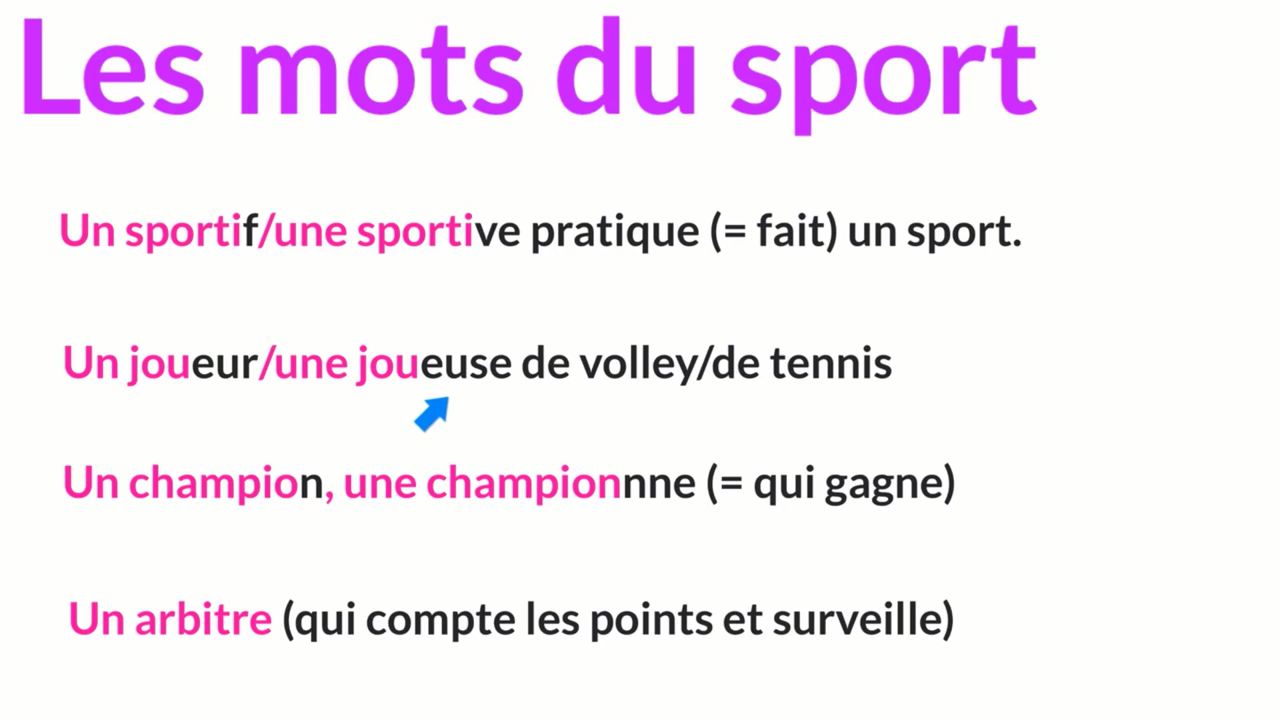 Les mots du sport
Un sportif/une sportive pratique (= fait) un sport.
Un joueur/une joueuse de volley/de tennis
Un champion, une championnne (= qui gagne)
Un arbitre (qui compte les points et surveille)